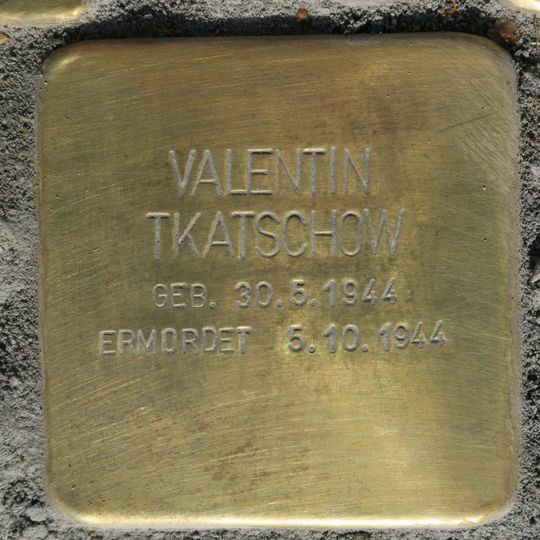 VALENTIN
TKATSCHOW
GEB. 30.5.1944
ERMORDET 5.10.1944